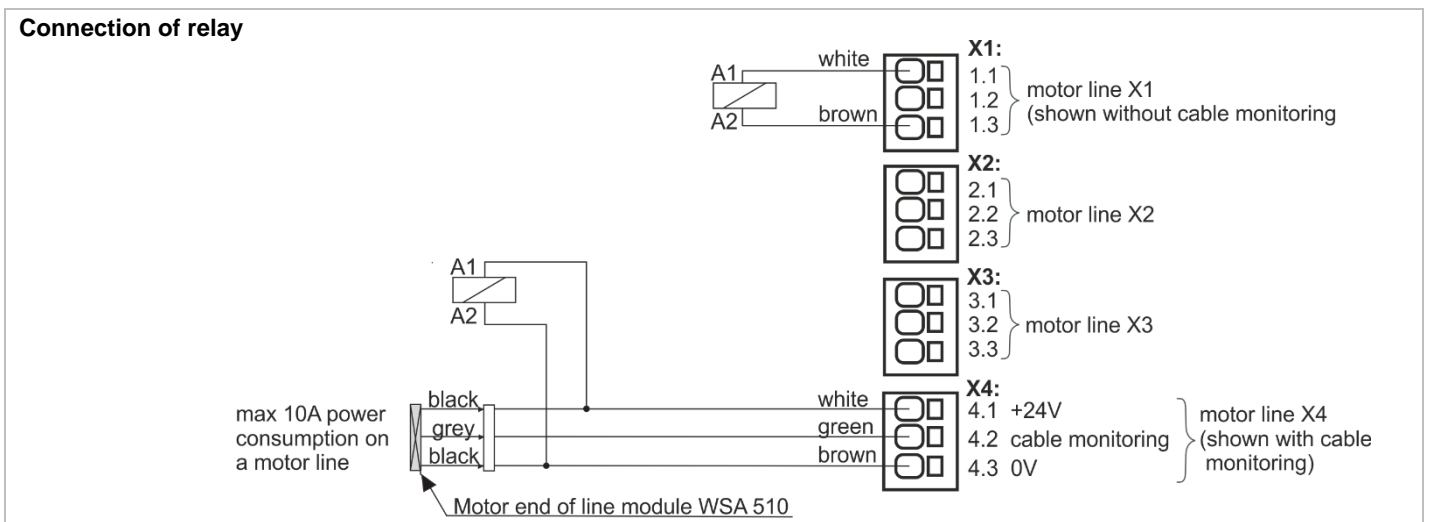 Connection of relay
X1:
white
A1
1.1
motor line X1
1.2
(shown without cable monitoring
brown
A2
1.3
X2:
2.1
2.2
motor line X2
2.3
X3:
A1
3.1
A2
3.2
motor line X3
3.3
X4:
black
white
4.1 +24V
max 10A power
consumption on
a motor line
grey
green
4.2 cable monitoring
motor line X4
(shown with cable
monitoring)
black
brown
4.3 0V
Motor end of line module WSA 510